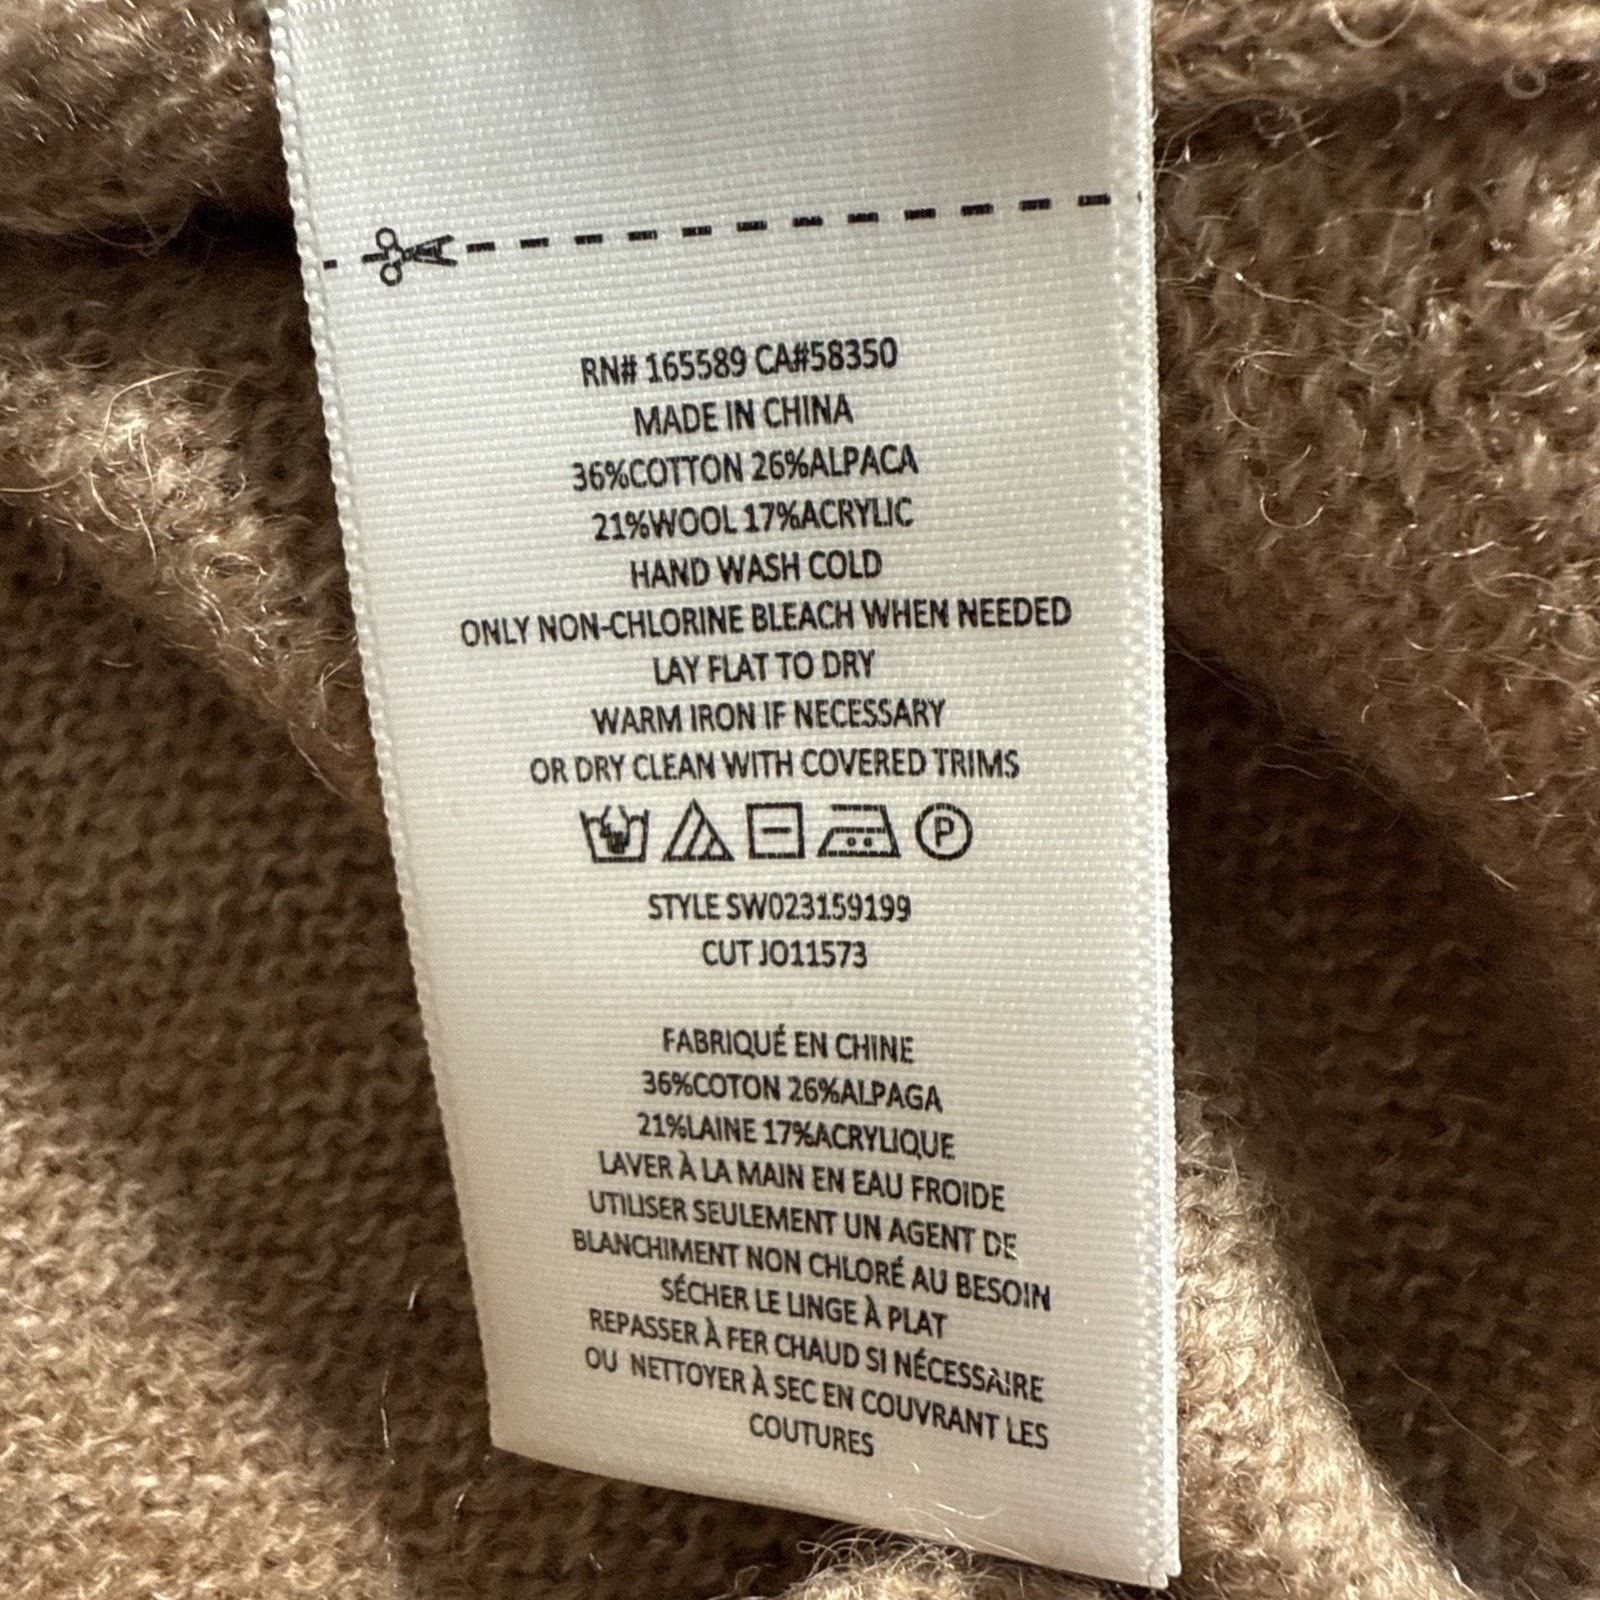 RN# 165589 CA#58350
MADE IN CHINA
36%COTTON 26%ALPACA
21%WOOL 17%ACRYLIC
HAND WASH COLD
ONLY NON-CHLORINE BLEACH WHEN NEEDED
LAY FLAT TO DRY
WARM IRON IF NECESSARY
OR DRY CLEAN WITH COVERED TRIMS
P
STYLE SW023159199
CUT JO11573
FABRIQUÉ EN CHINE
36%COTON 26%ALPAGA
21%LAINE 17%ACRYLIQUE
LAVER À LA MAIN EN EAU FROIDE
UTILISER SEULEMENT UN AGENT DE
BLANCHIMENT NON CHLORÉ AU BESOIN
SÉCHER LE LINGE À PLAT
REPASSER À FER CHAUD SI NÉCESSAIRE
OU NETTOYER À SEC EN COUVRANT LES
COUTURES